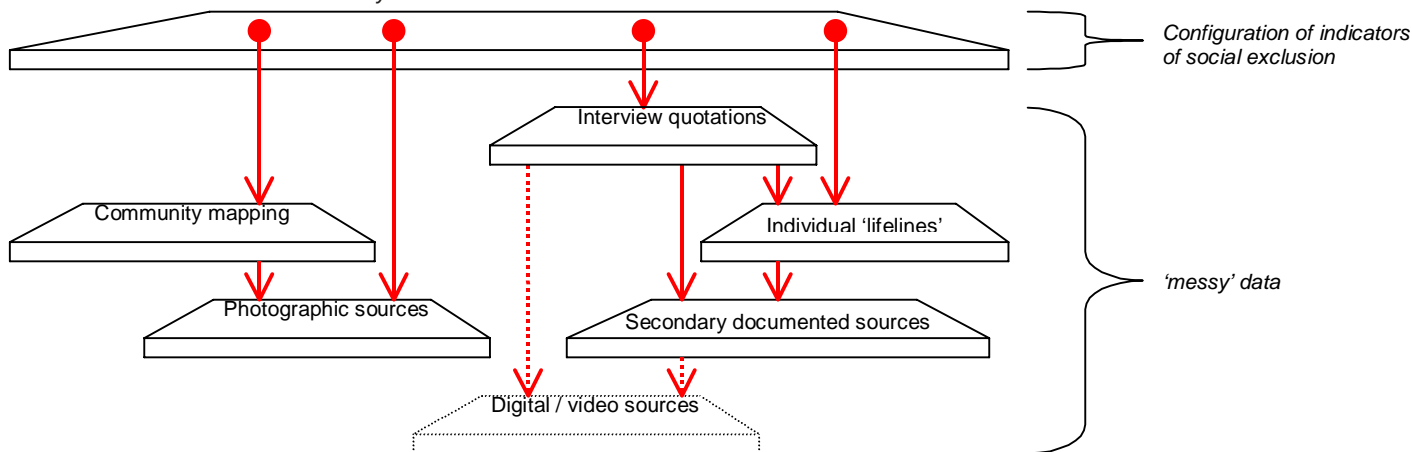 Configuration of indicators
of social exclusion
Interview quotations
Community mapping
Individual ‘lifelines’
Photographic sources
Secondary documented sources
‘messy’ data
Digital / video sources